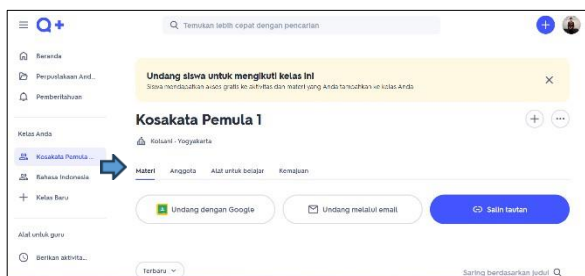 Q+
Temukan lebih cepat dengan pencarian
Beranda
Perpustakaan And...
Pemberitahuan
Kelas Anda
Kosakata Pemula ...
Bahasa Indonesia
Kelas Baru
Alat untuk guru
Berikan aktivita...
Undang siswa untuk mengikuti kelas ini
Siswa mendapatkan akses gratis ke aktivitas dan materi yang Anda tambahkan ke kelas Anda
Kosakata Pemula 1
Kolsani - Yogyakarta
Materi Anggota Alat untuk belajar Kemajuan
Undang dengan Google Undang melalui email Salin tautan
Terbaru Saring berdasarkan judul